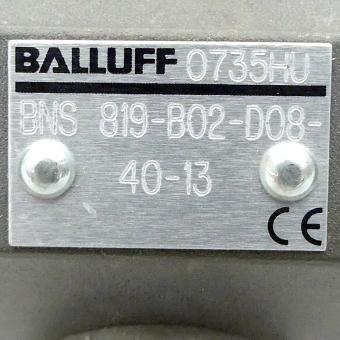 BALLUFF 0735HU
BNS 819-B02-D08-
40-13
CE